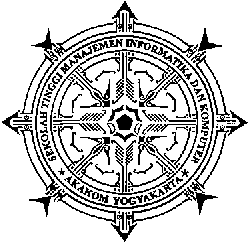 SEKOLAH TINGGI MANAJEMEN INFORMATIKA DAN KOMPUTER
* AKAKOM YOGYAKARTA *